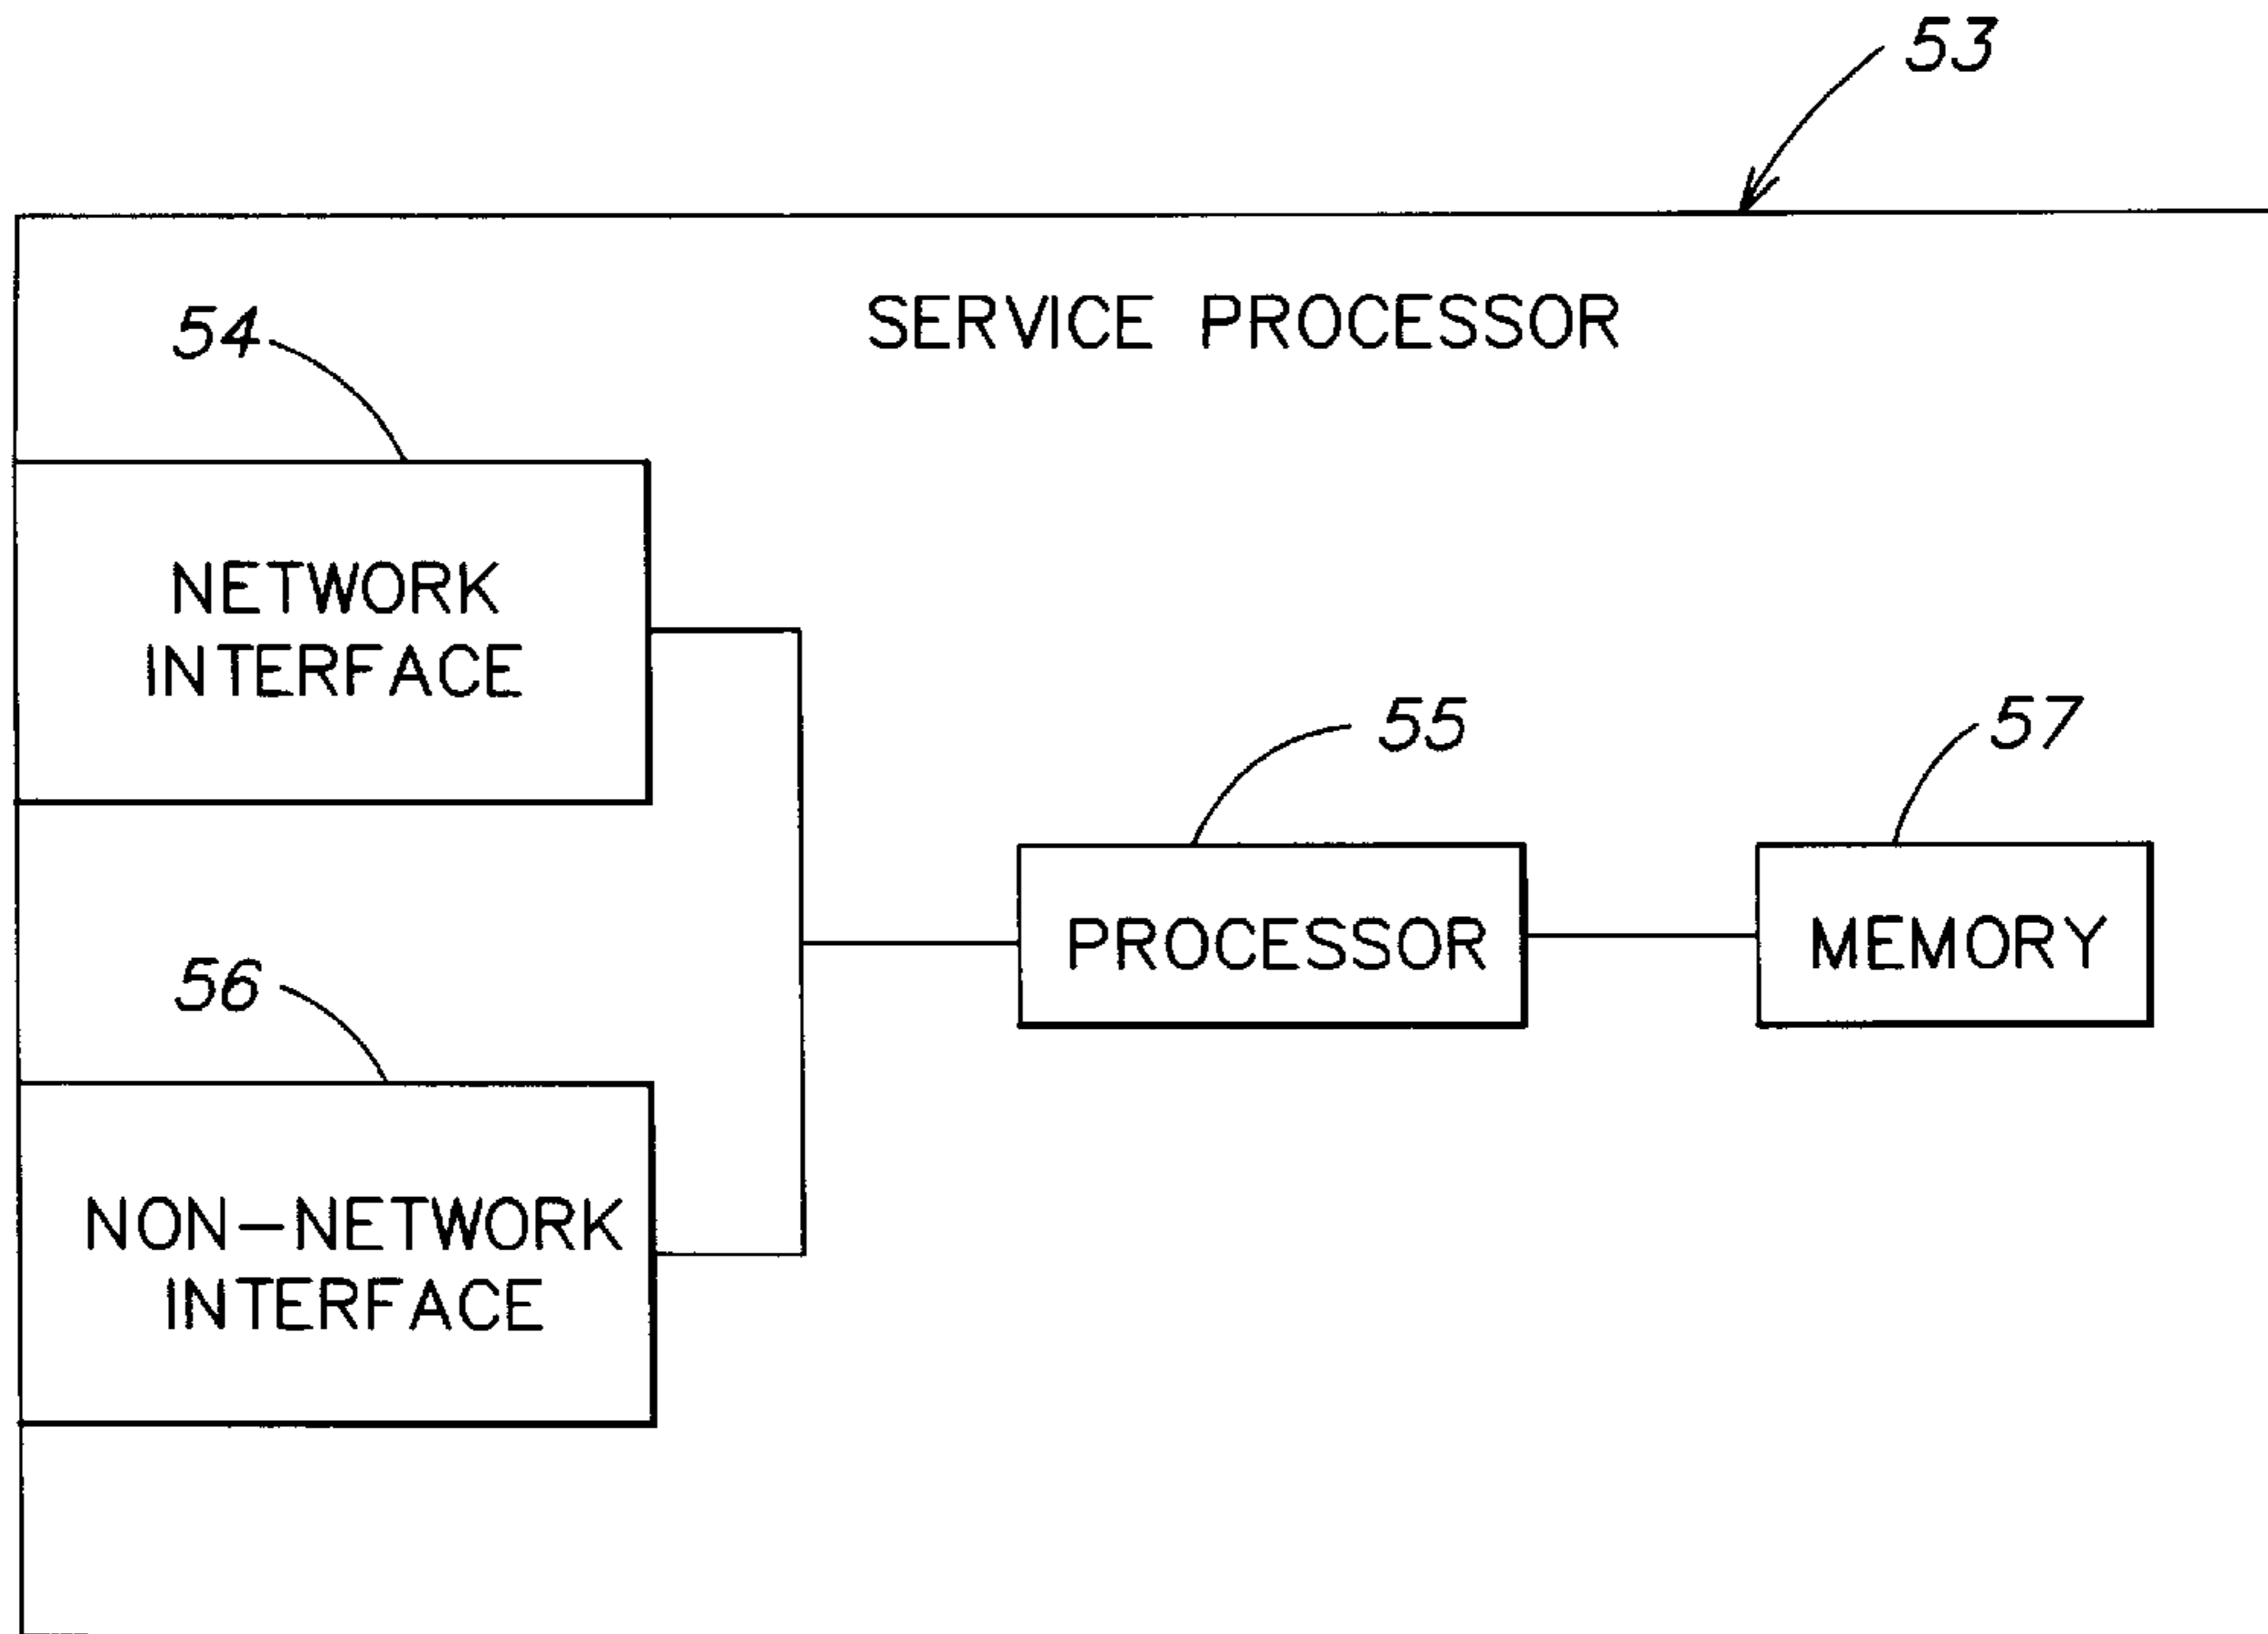 53
SERVICE PROCESSOR
54
NETWORK
INTERFACE
55
57
PROCESSOR
MEMORY
56
NON-NETWORK
INTERFACE